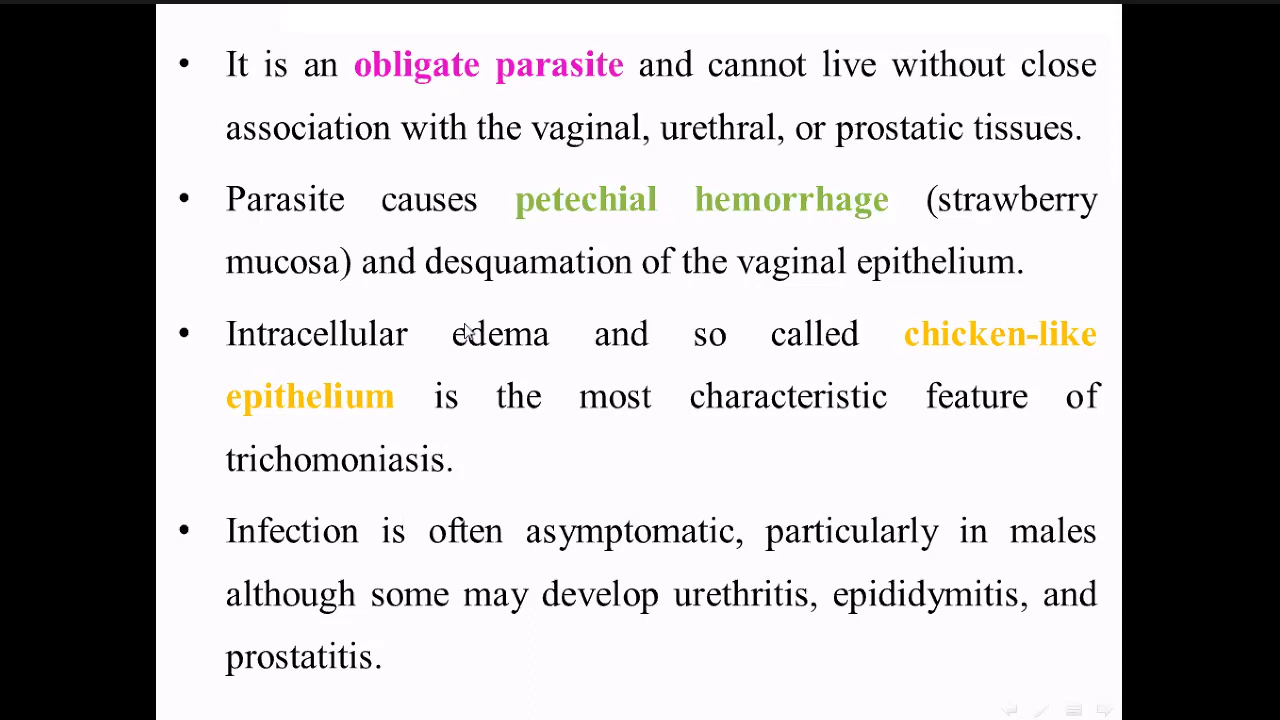 • It is an obligate parasite and cannot live without close
association with the vaginal, urethral, or prostatic tissues.
• Parasite causes petechial hemorrhage (strawberry
mucosa) and desquamation of the vaginal epithelium.
• Intracellular edema and so called chicken-like
epithelium is the most characteristic feature of
trichomoniasis.
• Infection is often asymptomatic, particularly in males
although some may develop urethritis, epididymitis, and
prostatitis.